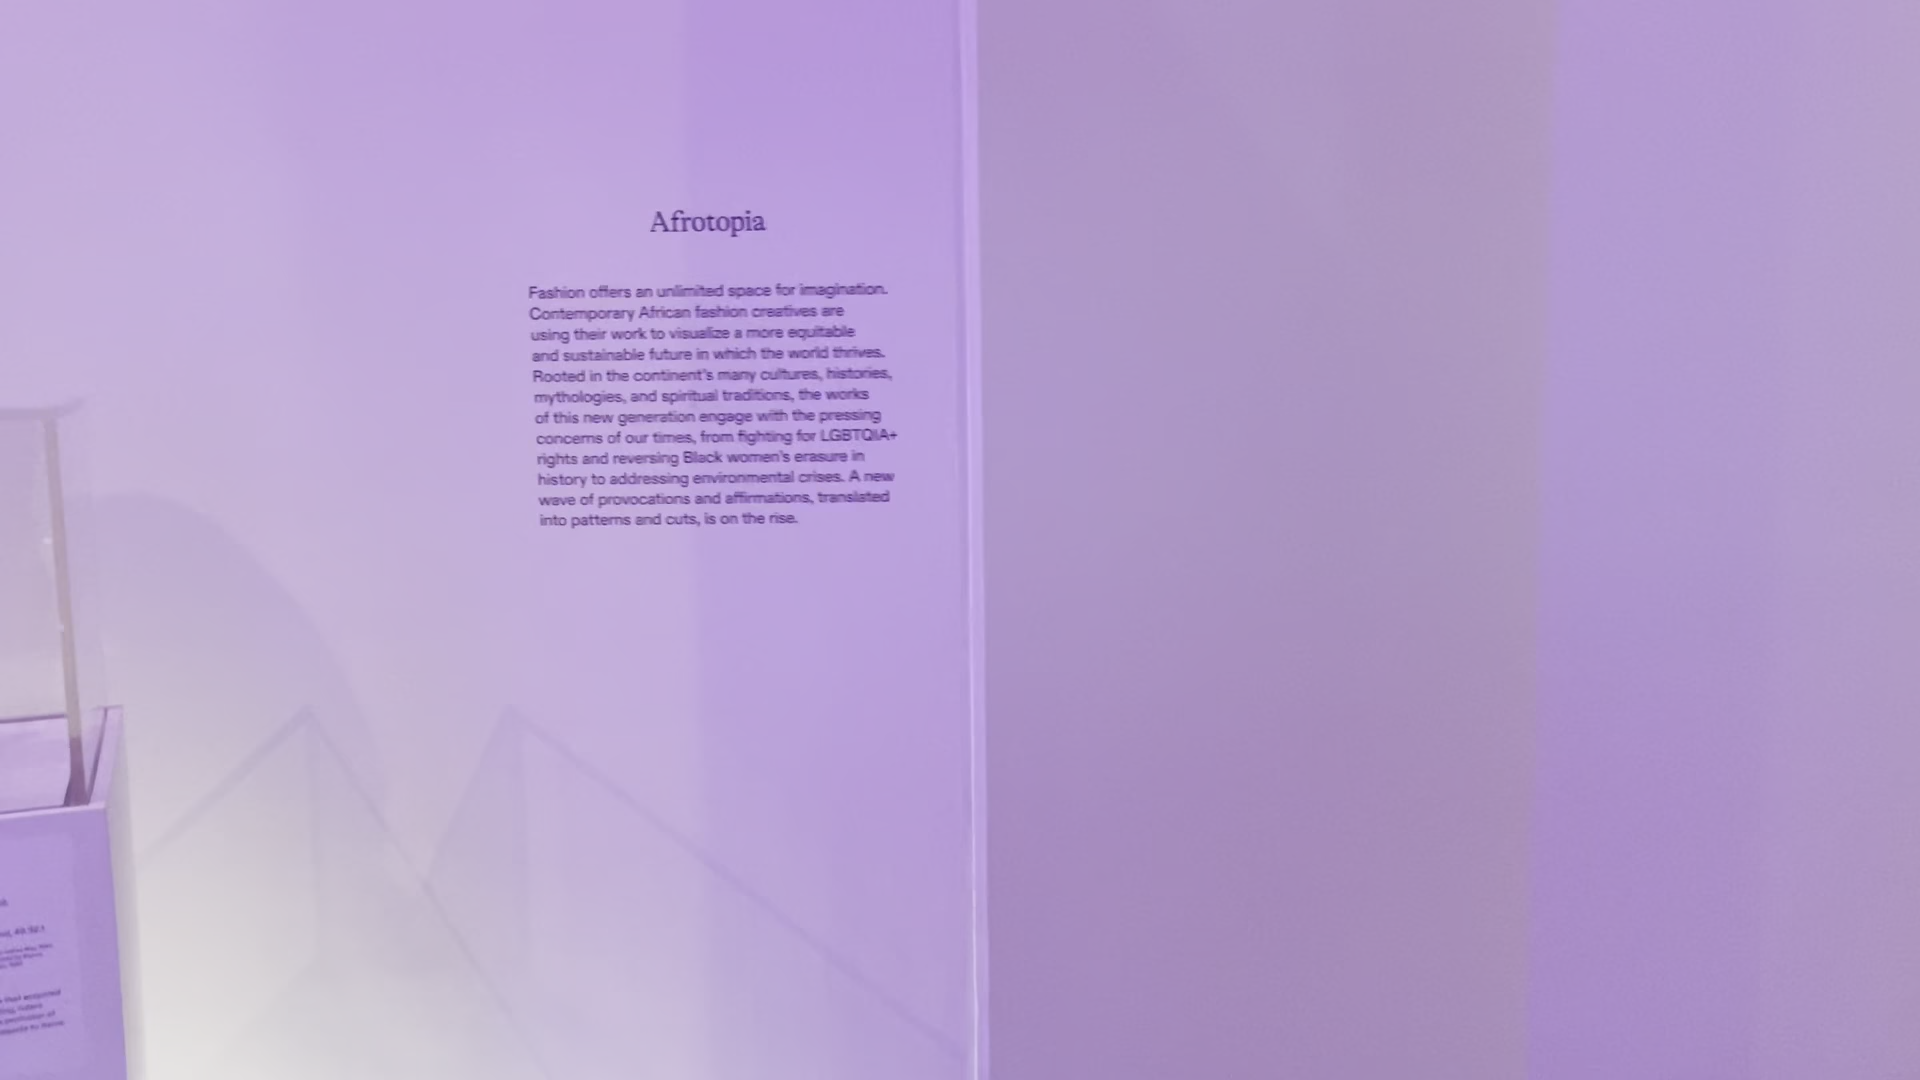 Afrotopia
Fashion offers an unlimited space for imagination.
Contemporary African fashion creatives are
using their work to visualize a more equitable
and sustainable future in which the world thrives.
Rooted in the continent's many cultures, histories,
mythologies, and spiritual traditions, the works
of this new generation engage with the pressing
concerns of our times, from fighting for LGBTQIA+
rights and reversing Black women's erasure in
history to addressing environmental crises. A new
wave of provocations and affirmations, translated
into patterns and cuts, is on the rise.